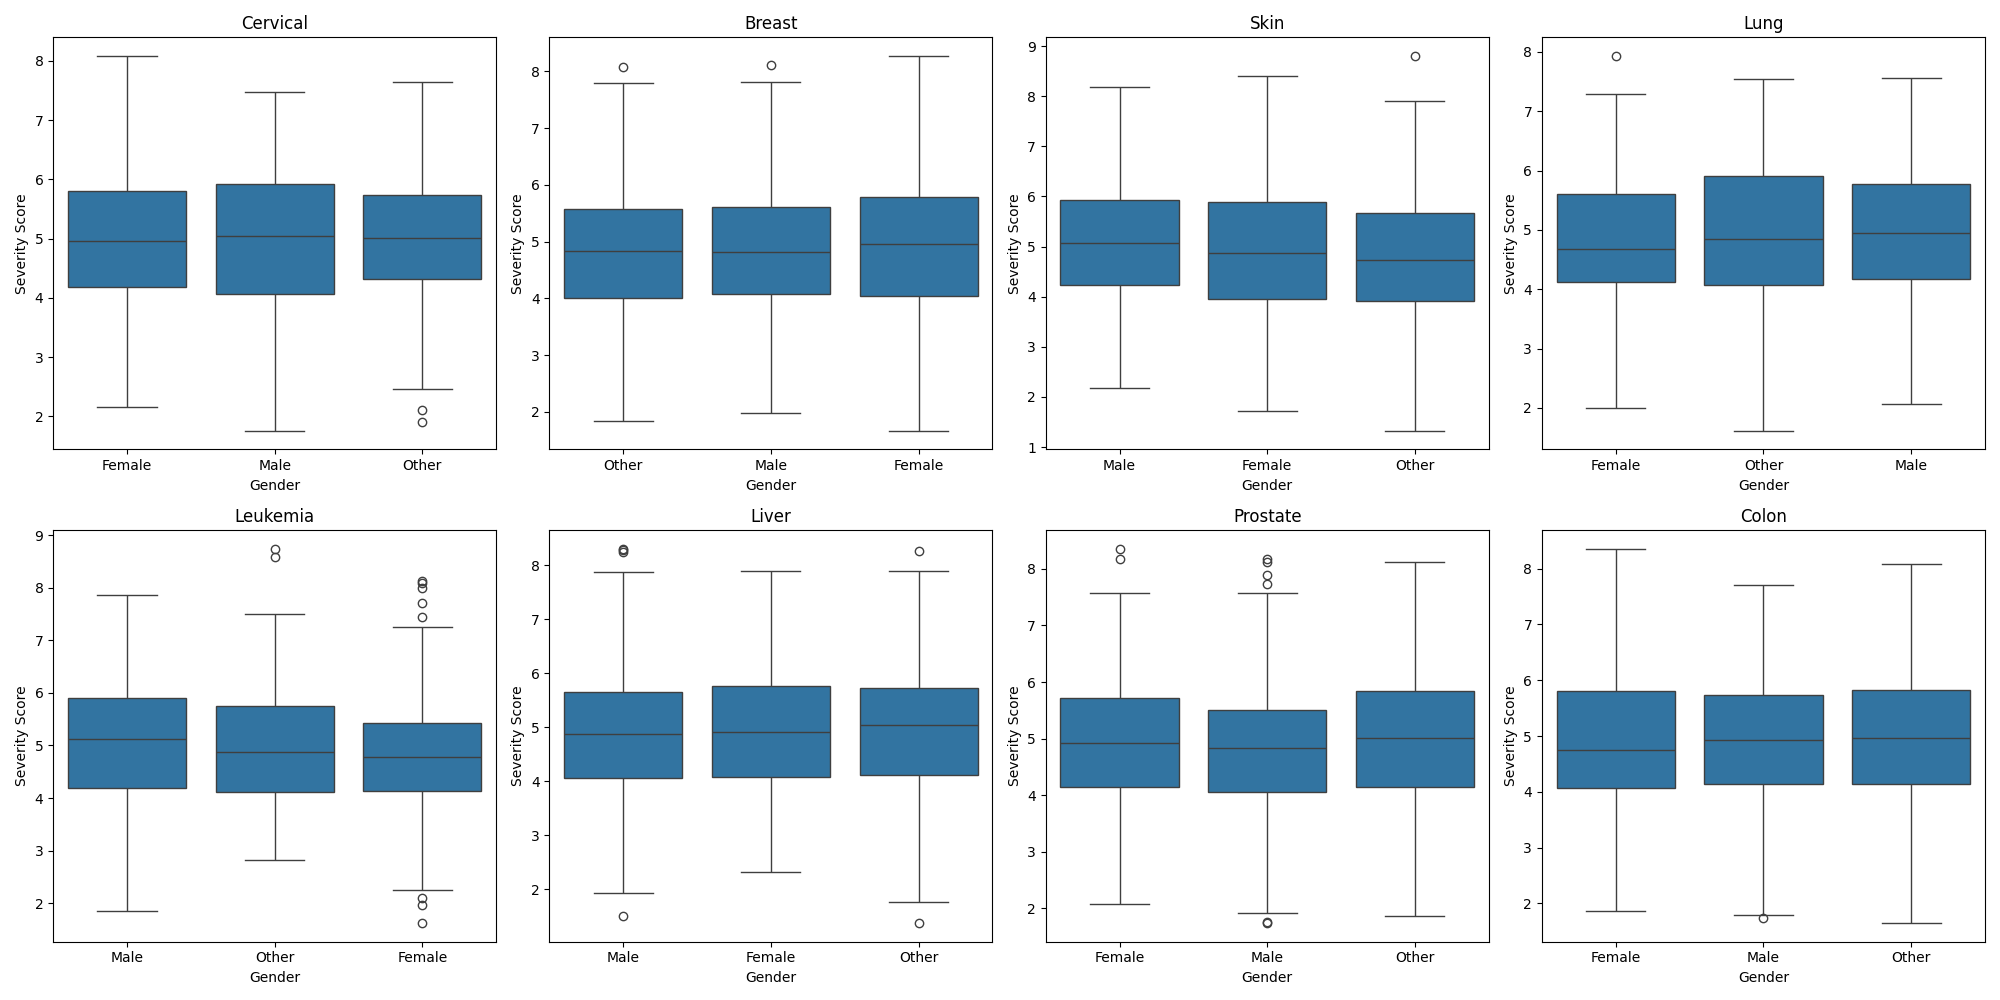 Cervical
Severity Score
8
7
6
5
4
3
2
Female Male Other
Gender
Breast
Severity Score
8
7
6
5
4
3
2
Other Male Female
Gender
Skin
Severity Score
9
8
7
6
5
4
3
2
1
Male Female Other
Gender
Lung
Severity Score
8
7
6
5
4
3
2
Female Other Male
Gender
Leukemia
Severity Score
9
8
7
6
5
4
3
2
Male Other Female
Gender
Liver
Severity Score
8
7
6
5
4
3
2
Male Female Other
Gender
Prostate
Severity Score
8
7
6
5
4
3
2
Female Male Other
Gender
Colon
Severity Score
8
7
6
5
4
3
2
Female Male Other
Gender